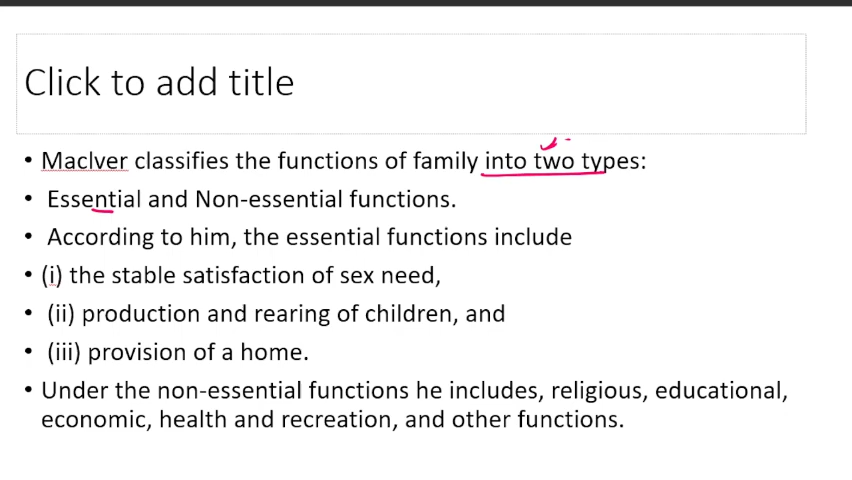 Click to add title
• MacIver classifies the functions of family into two types:
• Essential and Non-essential functions.
• According to him, the essential functions include
• (i) the stable satisfaction of sex need,
• (ii) production and rearing of children, and
• (iii) provision of a home.
• Under the non-essential functions he includes, religious, educational,
economic, health and recreation, and other functions.